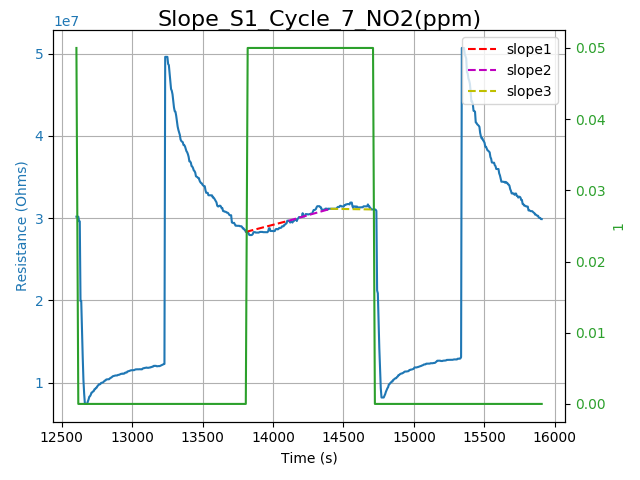 Slope_S1_Cycle_7_NO2(ppm)
1e7
slope1
slope2
slope3
5
4
3
2
1
Resistance (Ohms)
0.05
0.04
0.03
0.02
0.01
0.00
1
12500 13000 13500 14000 14500 15000 15500 16000
Time (s)